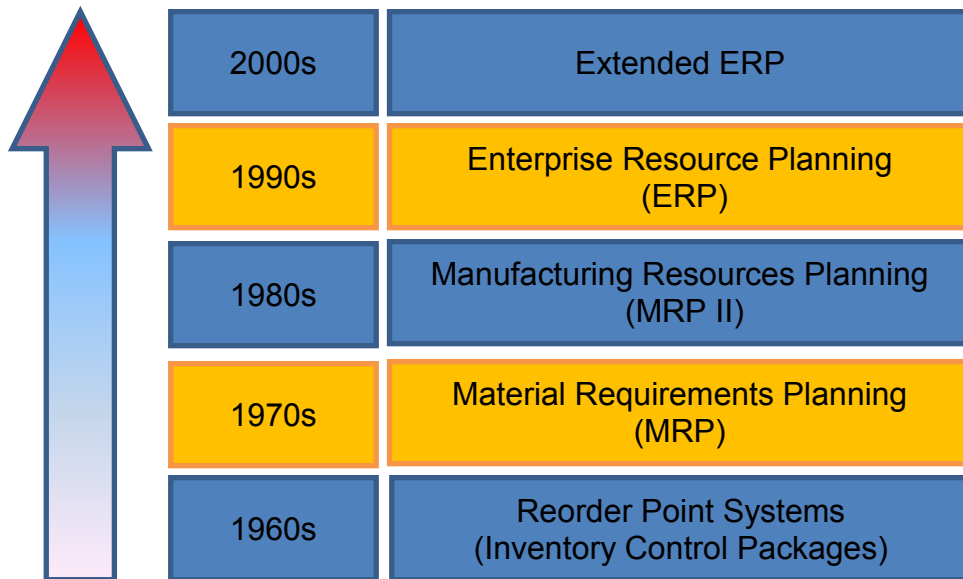 2000s
Extended ERP
1990s
Enterprise Resource Planning
(ERP)
1980s
Manufacturing Resources Planning
(MRP II)
1970s
Material Requirements Planning
(MRP)
1960s
Reorder Point Systems
(Inventory Control Packages)